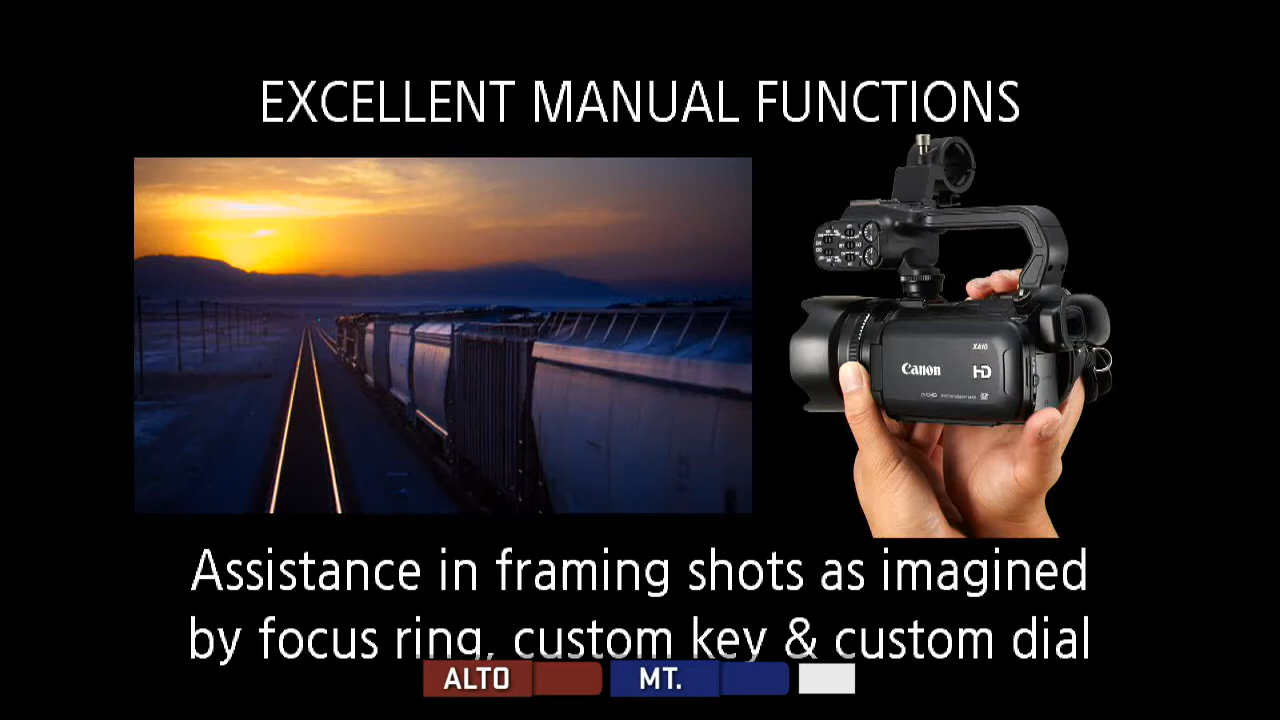 EXCELLENT MANUAL FUNCTIONS
XA10
Canon
HD
Assistance in framing shots as imagined
by focus ring, custom key & custom dial
ALTO
MT.